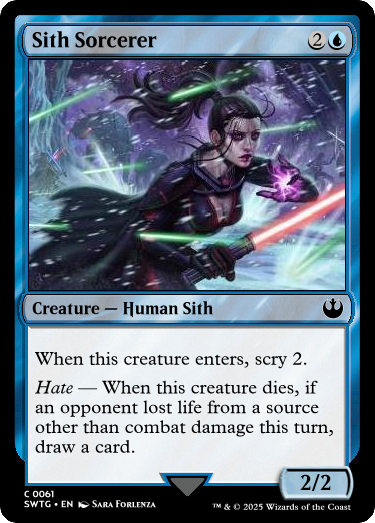 Sith Sorcerer 2
Creature — Human Sith
When this creature enters, scry 2.
Hate — When this creature dies, if
an opponent lost life from a source
other than combat damage this turn,
draw a card.
2/2
C 0061
SWTG • EN Sara Forlenza
™ & © 2025 Wizards of the Coast